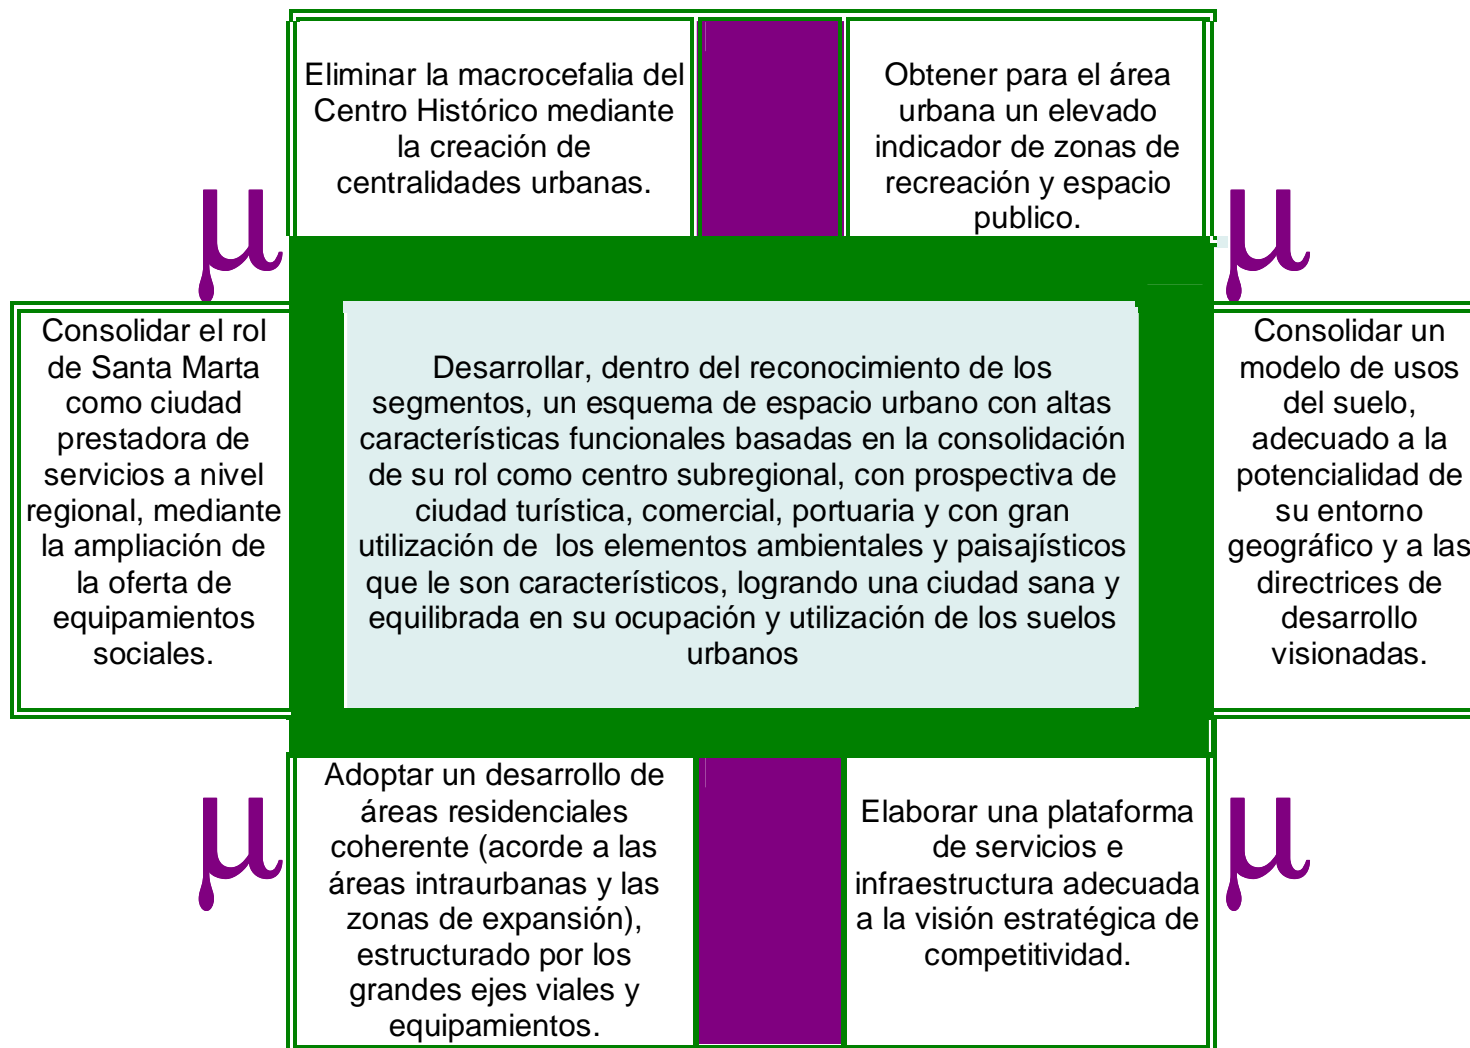 Eliminar la macrocefalia del
Centro Histórico mediante
la creación de
centralidades urbanas.
Obtener para el área
urbana un elevado
indicador de zonas de
recreación y espacio
publico.
µ
µ
Consolidar el rol
de Santa Marta
como ciudad
prestadora de
servicios a nivel
regional, mediante
la ampliación de
la oferta de
equipamientos
sociales.
Desarrollar, dentro del reconocimiento de los
segmentos, un esquema de espacio urbano con altas
características funcionales basadas en la consolidación
de su rol como centro subregional, con prospectiva de
ciudad turística, comercial, portuaria y con gran
utilización de los elementos ambientales y paisajísticos
que le son característicos, logrando una ciudad sana y
equilibrada en su ocupación y utilización de los suelos
urbanos
Consolidar un
modelo de usos
del suelo,
adecuado a la
potencialidad de
su entorno
geográfico y a las
directrices de
desarrollo
visionadas.
µ
Adoptar un desarrollo de
áreas residenciales
coherente (acorde a las
áreas intraurbanas y las
zonas de expansión),
estructurado por los
grandes ejes viales y
equipamientos.
Elaborar una plataforma
de servicios e
infraestructura adecuada
a la visión estratégica de
competitividad.
µ